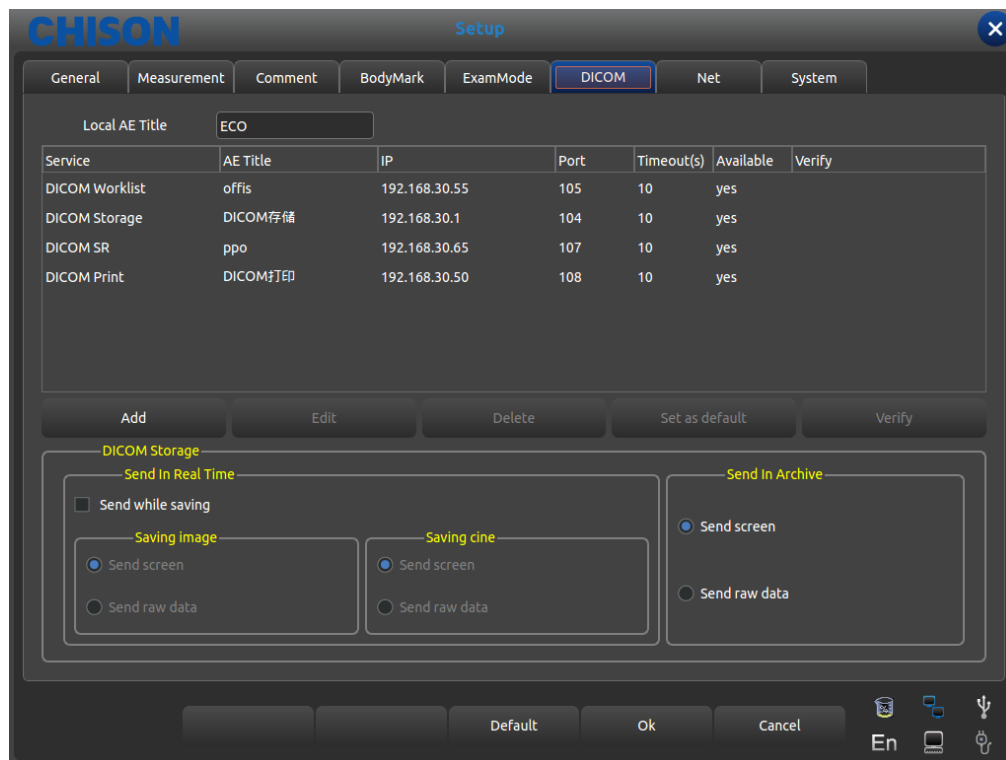 CHISON
Setup
General Measurement Comment BodyMark ExamMode DICOM Net System
Local AE Title ECO
Service AE Title IP Port Timeout(s) Available Verify
DICOM Worklist offis 192.168.30.55 105 10 yes
DICOM Storage DICOM存储 192.168.30.1 104 10 yes
DICOM SR ppo 192.168.30.65 107 10 yes
DICOM Print DICOM打印 192.168.30.50 108 10 yes
Add Edit Delete Set as default Verify
DICOM Storage
Send In Real Time
Send In Archive
Send while saving
Send screen
Saving image
Saving cine
Send screen
Send screen
Send raw data
Send raw data
Send raw data
Default Ok Cancel
En